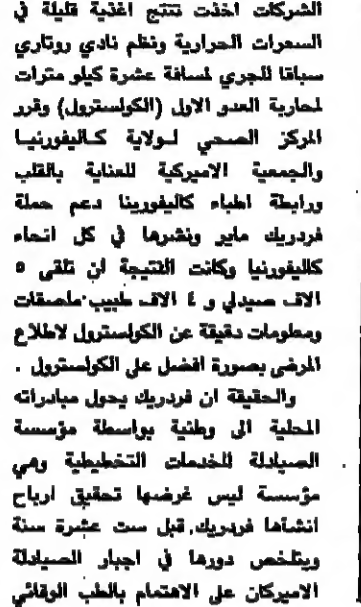 الشركات اخذت تنتج اغذية قليلة في
السعرات الحرارية ونظم نادي روتاري
سباقا للجري لمسافة عشرة كيلو مترات
لمحاربة العدو الاول (الكولسترول) وقرر
المركز الصحي لولاية كاليفورنيا
والجمعية الاميركية للعناية بالقلب
ورابطة اطباء كاليفورينا دعم حملة
فردريك ماير ونشرها في كل انحاء
كاليفورنيا وكانت النتيجة ان تلقى ٥
الاف صيدلي و ٤ الاف طبيب ملصقات
ومعلومات دقيقة عن الكولسترول لاطلاع
المرضى بصورة افضل على الكولسترول .
والحقيقة ان فردريك يحول مبادراته
المحلية الى وطنية بواسطة مؤسسة
الصيادلة للخدمات التخطيطية وهي
مؤسسة ليس غرضها تحقيق ارباح
انشأها فردريك قبل ست عشرة سنة
ويتلخص دورها في اجبار الصيادلة
الاميركان على الاهتمام بالطب الوقائي